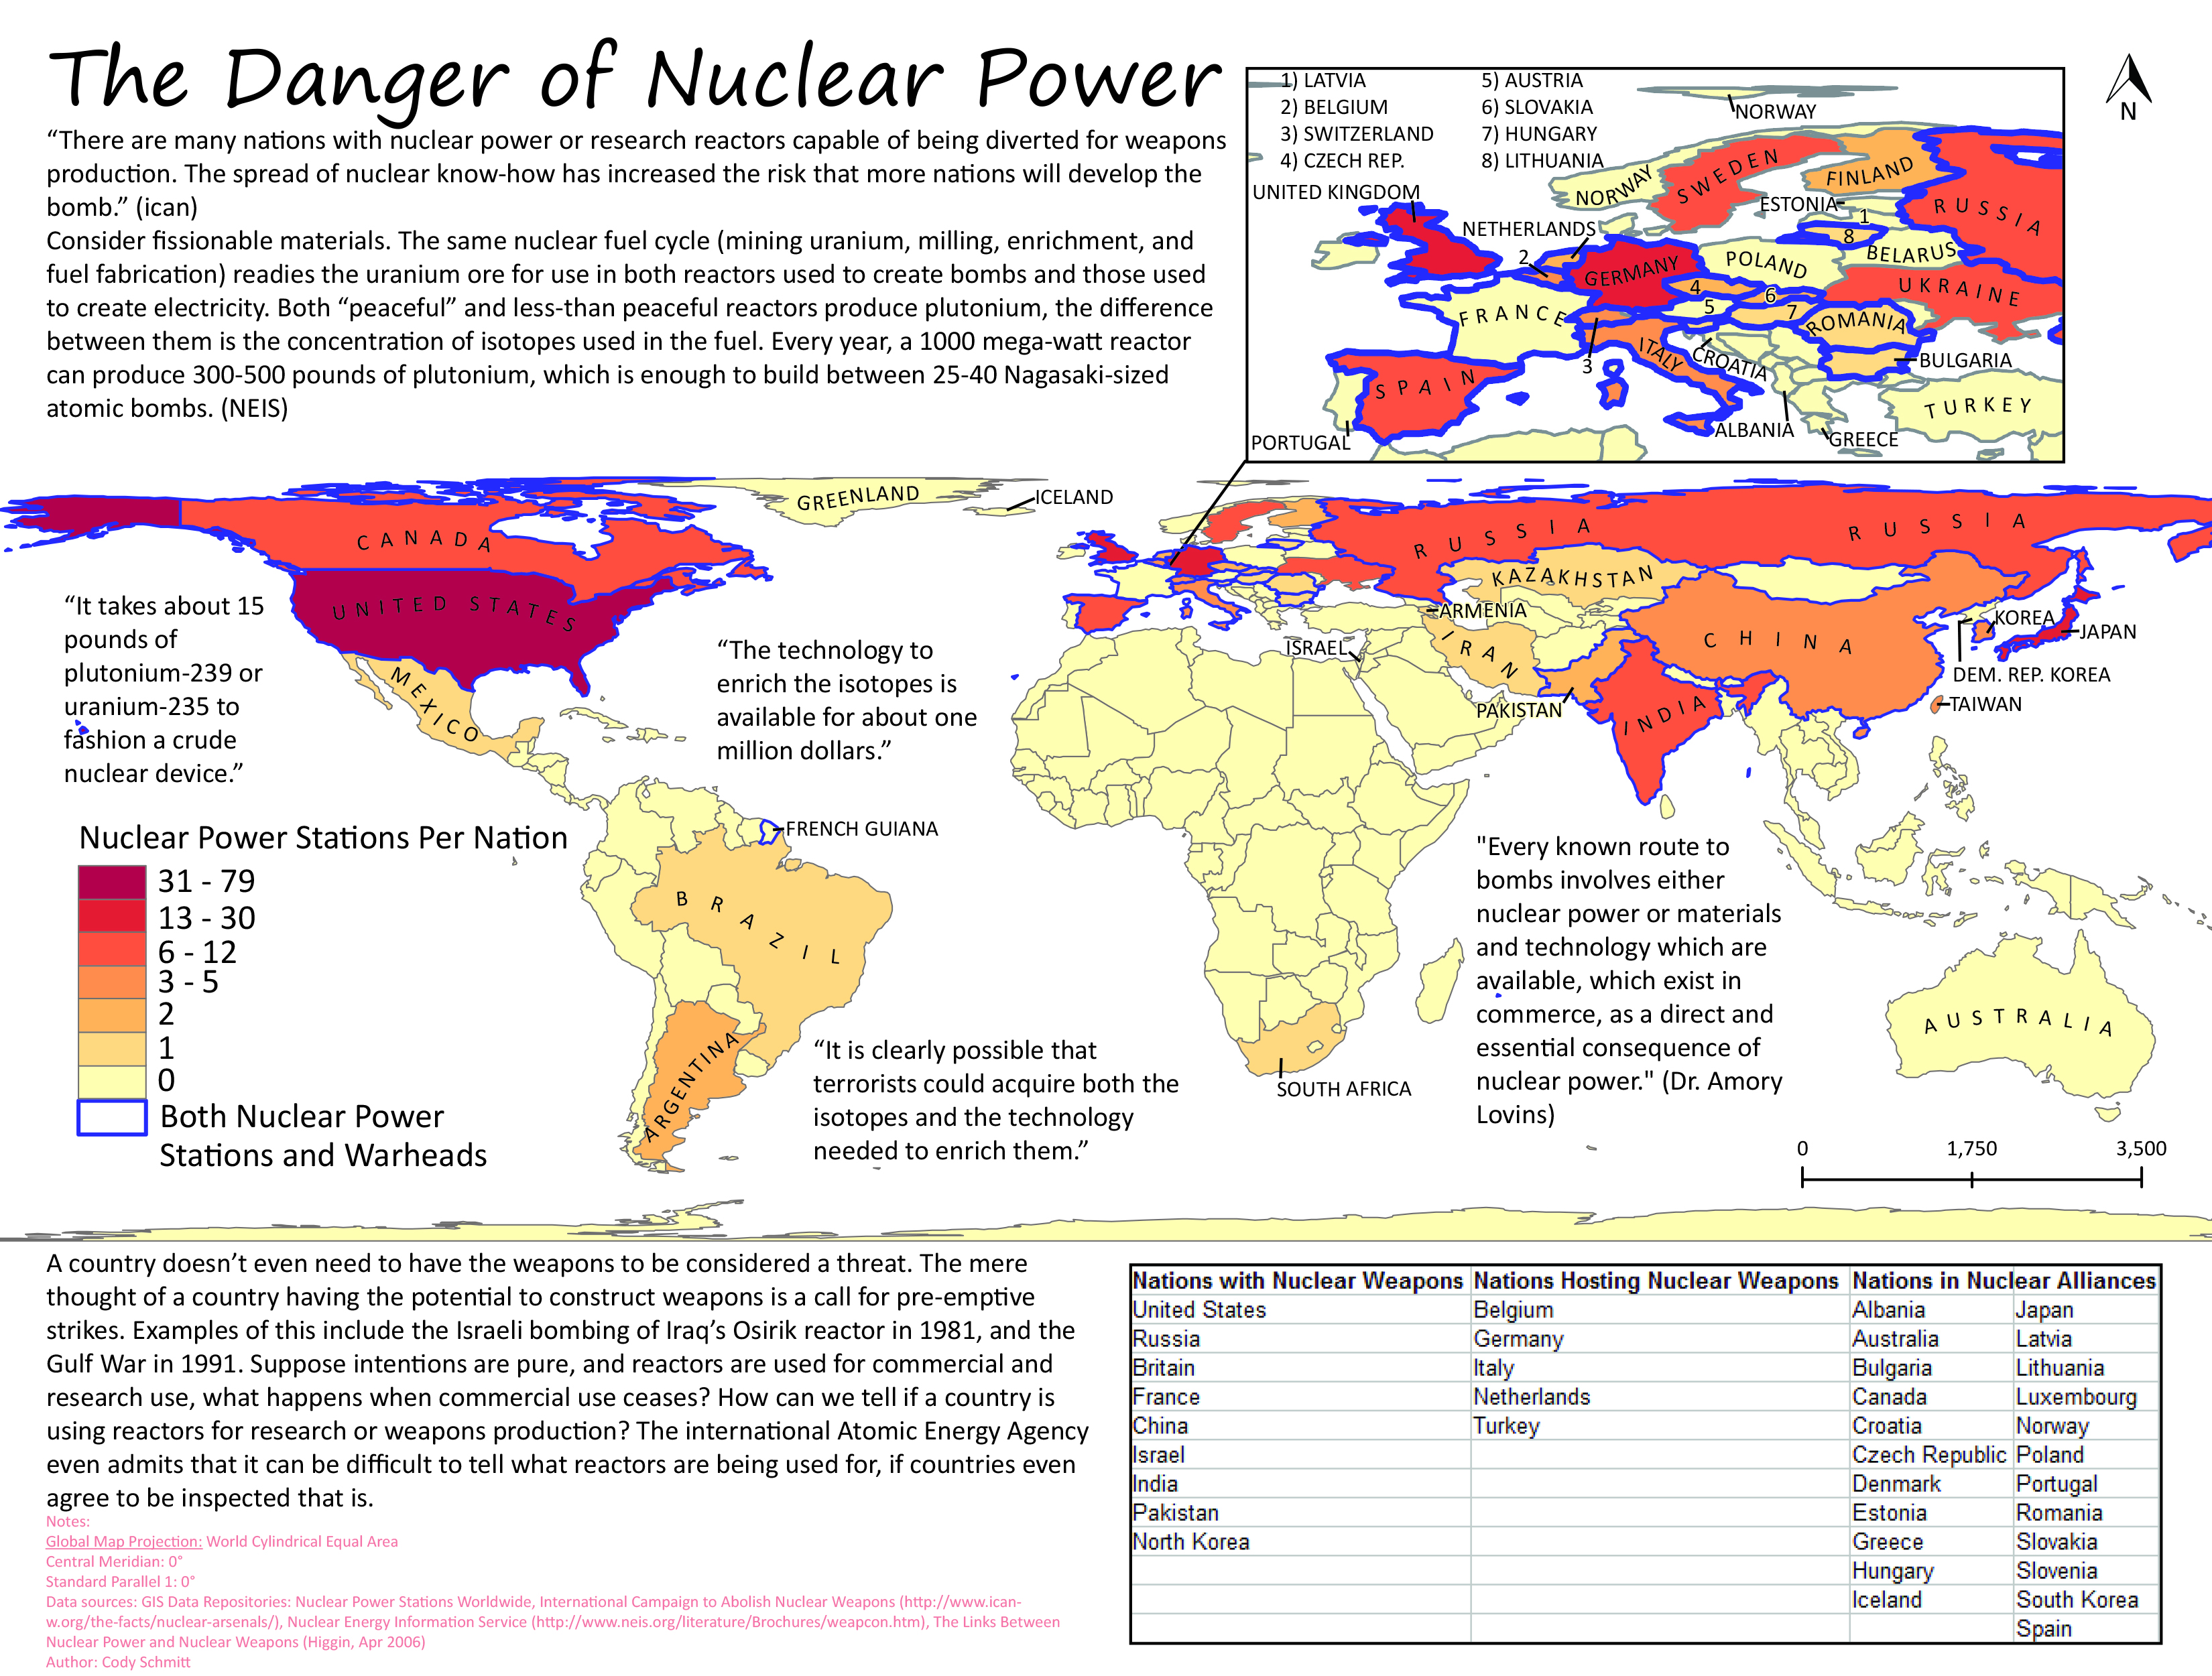 The Danger of Nuclear Power
“There are many nations with nuclear power or research reactors capable of being diverted for weapons
production. The spread of nuclear know-how has increased the risk that more nations will develop the
bomb.” (ican)
Consider fissionable materials. The same nuclear fuel cycle (mining uranium, milling, enrichment, and
fuel fabrication) readies the uranium ore for use in both reactors used to create bombs and those used
to create electricity. Both “peaceful” and less-than peaceful reactors produce plutonium, the difference
between them is the concentration of isotopes used in the fuel. Every year, a 1000 mega-watt reactor
can produce 300-500 pounds of plutonium, which is enough to build between 25-40 Nagasaki-sized
atomic bombs. (NEIS)
1) LATVIA
2) BELGIUM
3) SWITZERLAND
4) CZECH REP.
5) AUSTRIA
6) SLOVAKIA
7) HUNGARY
8) LITHUANIA
NORWAY
UNITED KINGDOM
NORWAY
SWEDEN
FINLAND
ESTONIA
1
RUSSIA
NETHERLANDS
8
2
BELARUS
GERMANY
POLAND
4
6
UKRAINE
5
7
FRANCE
ROMANIA
3
ITALY
CROATIA
BULGARIA
SPAIN
TURKEY
PORTUGAL
ALBANIA
GREECE
N
GREENLAND
ICELAND
CANADA
RUSSIA
RUSSIA
KAZAKHSTAN
UNITED STATES
ARMENIA
KOREA
JAPAN
IRAN
CHINA
ISRAEL
DEM. REP. KOREA
MEXICO
PAKISTAN
INDIA
TAIWAN
“It takes about 15
pounds of
plutonium-239 or
uranium-235 to
fashion a crude
nuclear device.”
“The technology to
enrich the isotopes is
available for about one
million dollars.”
FRENCH GUIANA
BRAZIL
ARGENTINA
SOUTH AFRICA
AUSTRALIA
Nuclear Power Stations Per Nation
31 - 79
13 - 30
6 - 12
3 - 5
2
1
0
Both Nuclear Power
Stations and Warheads
“It is clearly possible that
terrorists could acquire both the
isotopes and the technology
needed to enrich them.”
"Every known route to
bombs involves either
nuclear power or materials
and technology which are
available, which exist in
commerce, as a direct and
essential consequence of
nuclear power." (Dr. Amory
Lovins)
0 1,750 3,500
A country doesn’t even need to have the weapons to be considered a threat. The mere
thought of a country having the potential to construct weapons is a call for pre-emptive
strikes. Examples of this include the Israeli bombing of Iraq’s Osirik reactor in 1981, and the
Gulf War in 1991. Suppose intentions are pure, and reactors are used for commercial and
research use, what happens when commercial use ceases? How can we tell if a country is
using reactors for research or weapons production? The international Atomic Energy Agency
even admits that it can be difficult to tell what reactors are being used for, if countries even
agree to be inspected that is.
Notes:
Global Map Projection: World Cylindrical Equal Area
Central Meridian: 0°
Standard Parallel 1: 0°
Data sources: GIS Data Repositories: Nuclear Power Stations Worldwide, International Campaign to Abolish Nuclear Weapons (http://www.ican-
w.org/the-facts/nuclear-arsenals/), Nuclear Energy Information Service (http://www.neis.org/literature/Brochures/weapcon.htm), The Links Between
Nuclear Power and Nuclear Weapons (Higgin, Apr 2006)
Author: Cody Schmitt
Nations with Nuclear Weapons Nations Hosting Nuclear Weapons Nations in Nuclear Alliances
United States Belgium Albania Japan
Russia Germany Australia Latvia
Britain Italy Bulgaria Lithuania
France Netherlands Canada Luxembourg
China Turkey Croatia Norway
Israel Czech Republic Poland
India Denmark Portugal
Pakistan Estonia Romania
North Korea Greece Slovakia
Hungary Slovenia
Iceland South Korea
Spain